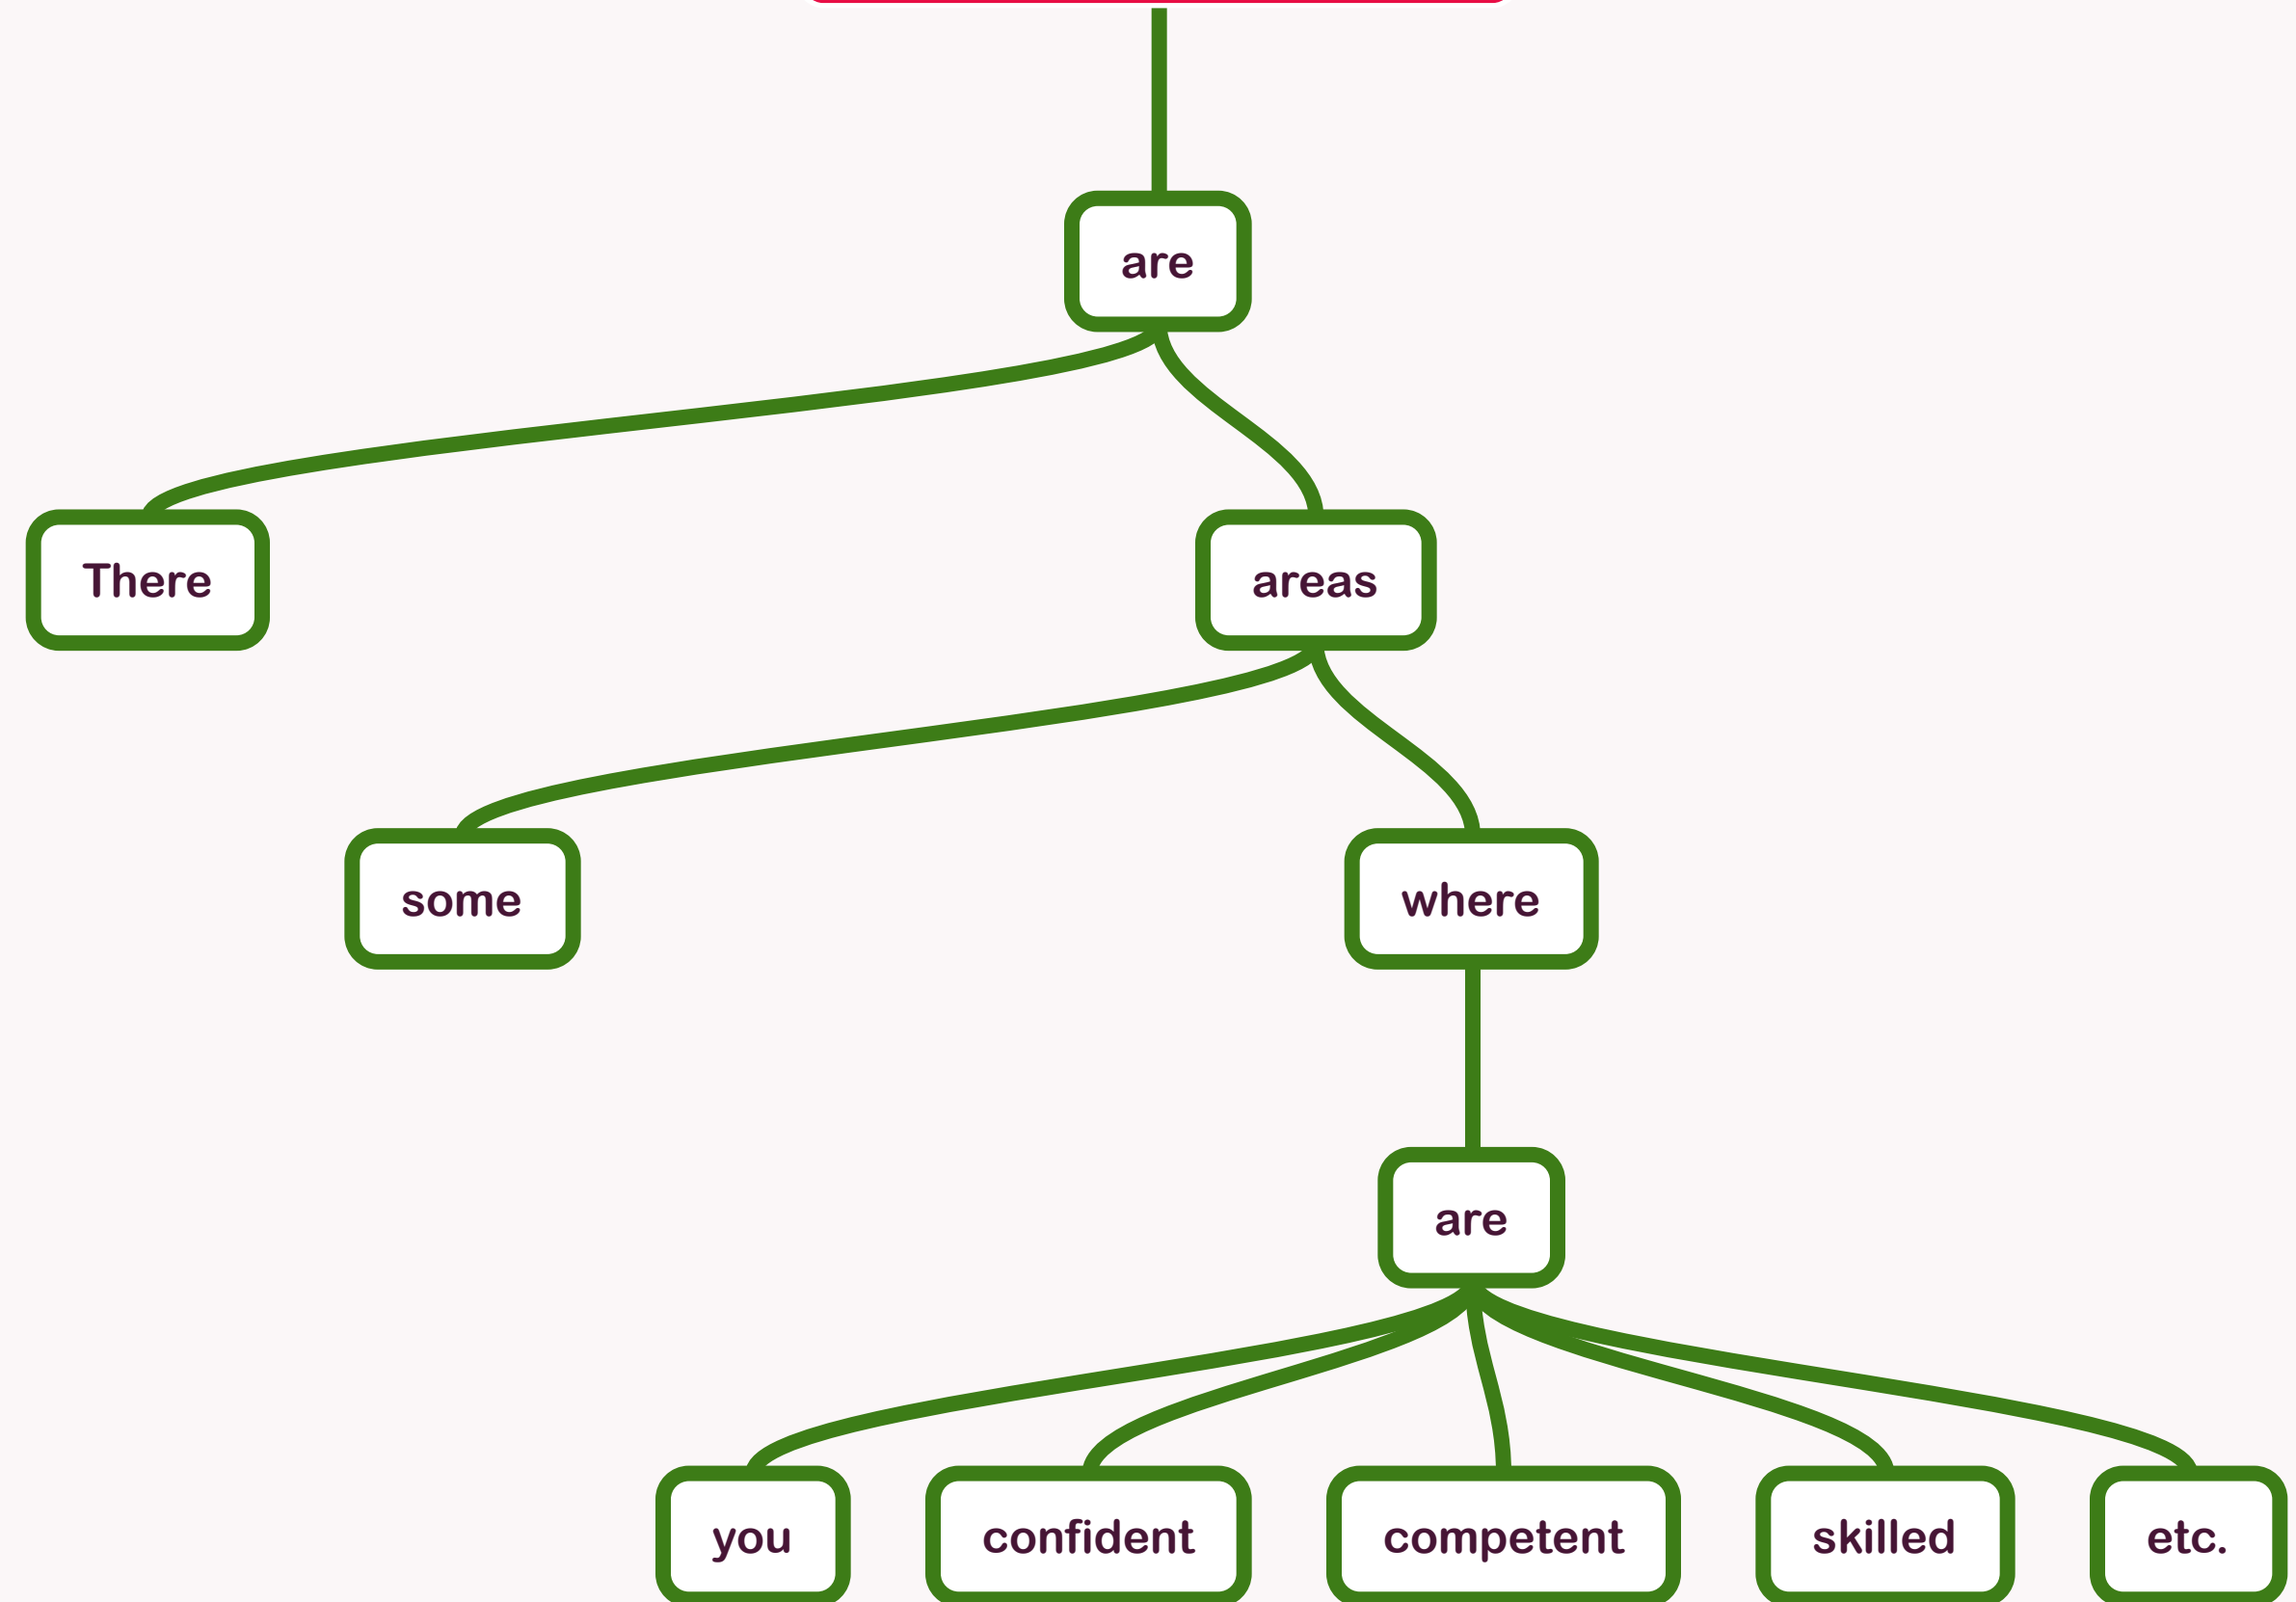 are
There
areas
some
where
are
you confident competent skilled etc.